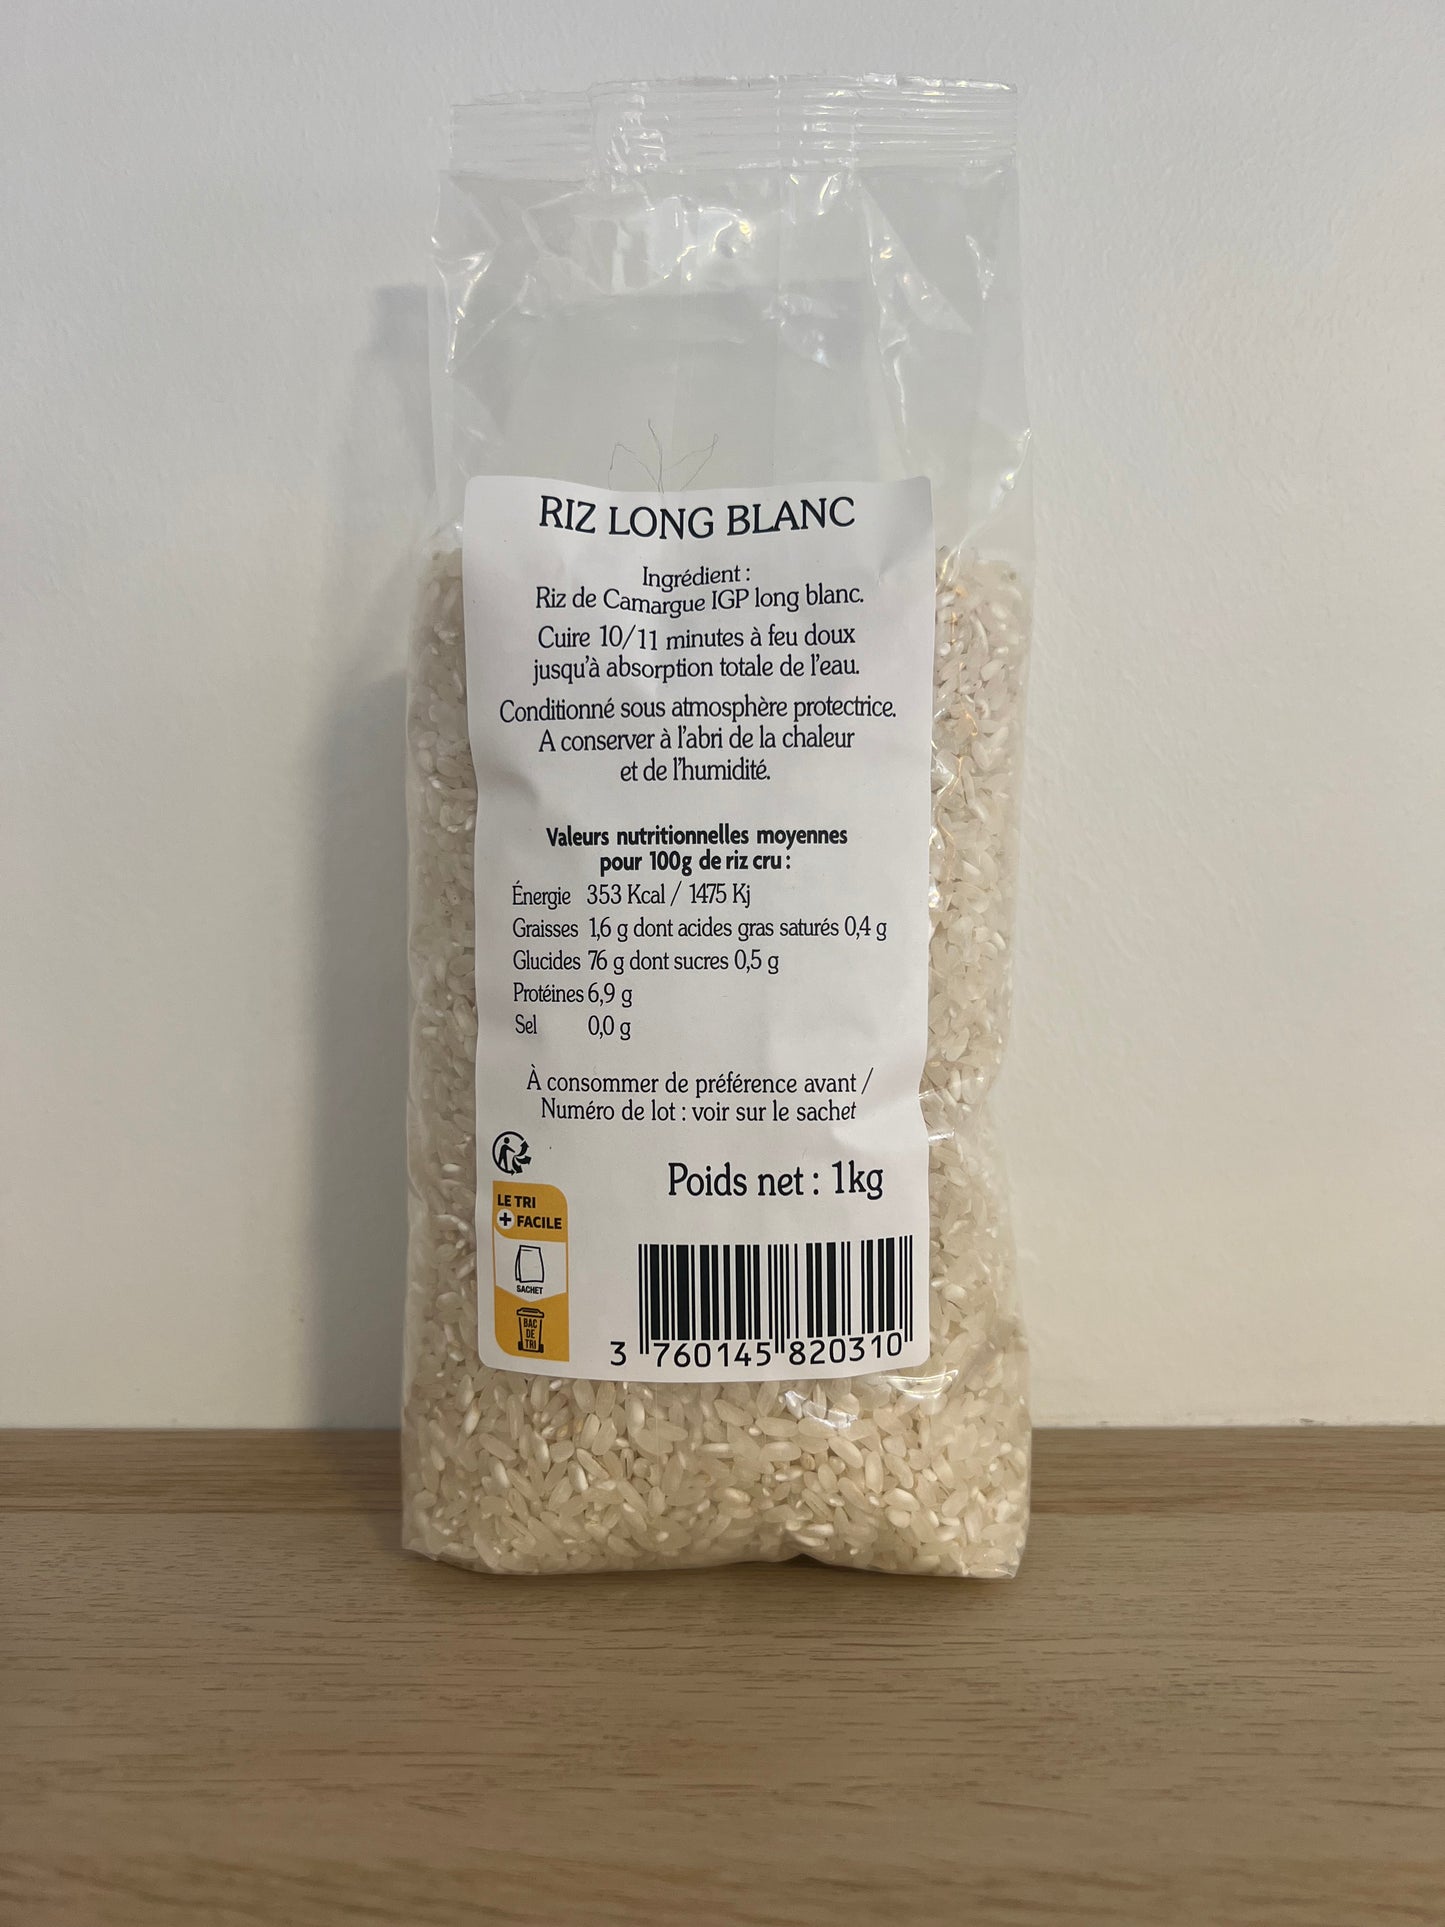 RIZ LONG BLANC
Ingrédient :
Riz de Camargue IGP long blanc.
Cuire 10/11 minutes à feu doux
jusqu'à absorption totale de l'eau.
Conditionné sous atmosphère protectrice.
A conserver à l'abri de la chaleur
et de l'humidité.
Valeurs nutritionnelles moyennes
pour 100g de riz cru :
Énergie 353 Kcal / 1475 Kj
Graisses 1,6 g dont acides gras saturés 0,4 g
Glucides 76 g dont sucres 0,5 g
Protéines 6,9 g
Sel 0,0 g
À consommer de préférence avant /
Numéro de lot : voir sur le sachet
Poids net : 1kg
LE TRI
+ FACILE
SACHET
BAC
DE
TRI
3 760145 820310